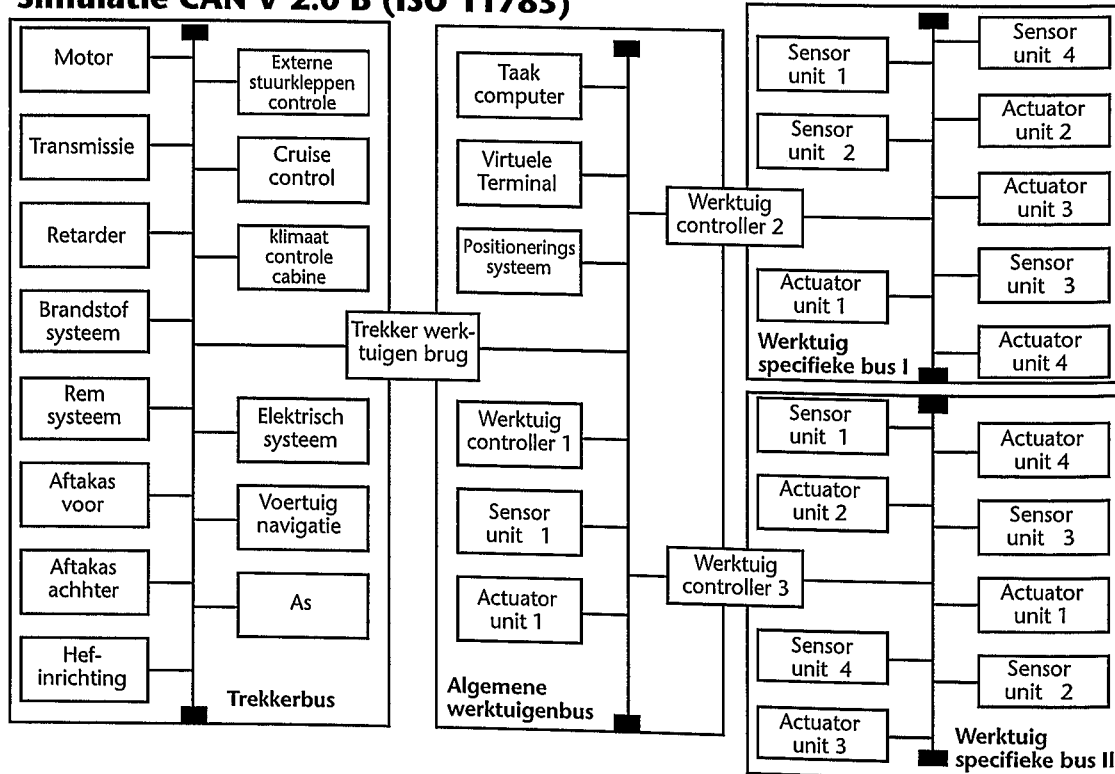 Simulatie CAN V 2.0 B (ISO 11783)
Motor
Transmissie
Retarder
Brandstof
systeem
Rem
systeem
Aftakas
voor
Aftakas
achhter
Hef-
inrichting
Externe
stuurkleppen
controle
Cruise
control
klimaat
controle
cabine
Trekker werk-
tuigen brug
Elektrisch
systeem
Voertuig
navigatie
As
Trekkerbus
Taak
computer
Virtuele
Terminal
Positionerings
systeem
Werktuig
controller 1
Sensor
unit 1
Actuator
unit 1
Algemene
werktuigenbus
Werktuig
controller 2
Werktuig
controller 3
Sensor
unit 1
Sensor
unit 2
Actuator
unit 1
Werktuig
specifieke bus I
Sensor
unit 4
Actuator
unit 2
Actuator
unit 3
Sensor
unit 3
Actuator
unit 4
Sensor
unit 1
Actuator
unit 2
Sensor
unit 4
Actuator
unit 3
Actuator
unit 4
Sensor
unit 3
Actuator
unit 1
Sensor
unit 2
Werktuig
specifieke bus II